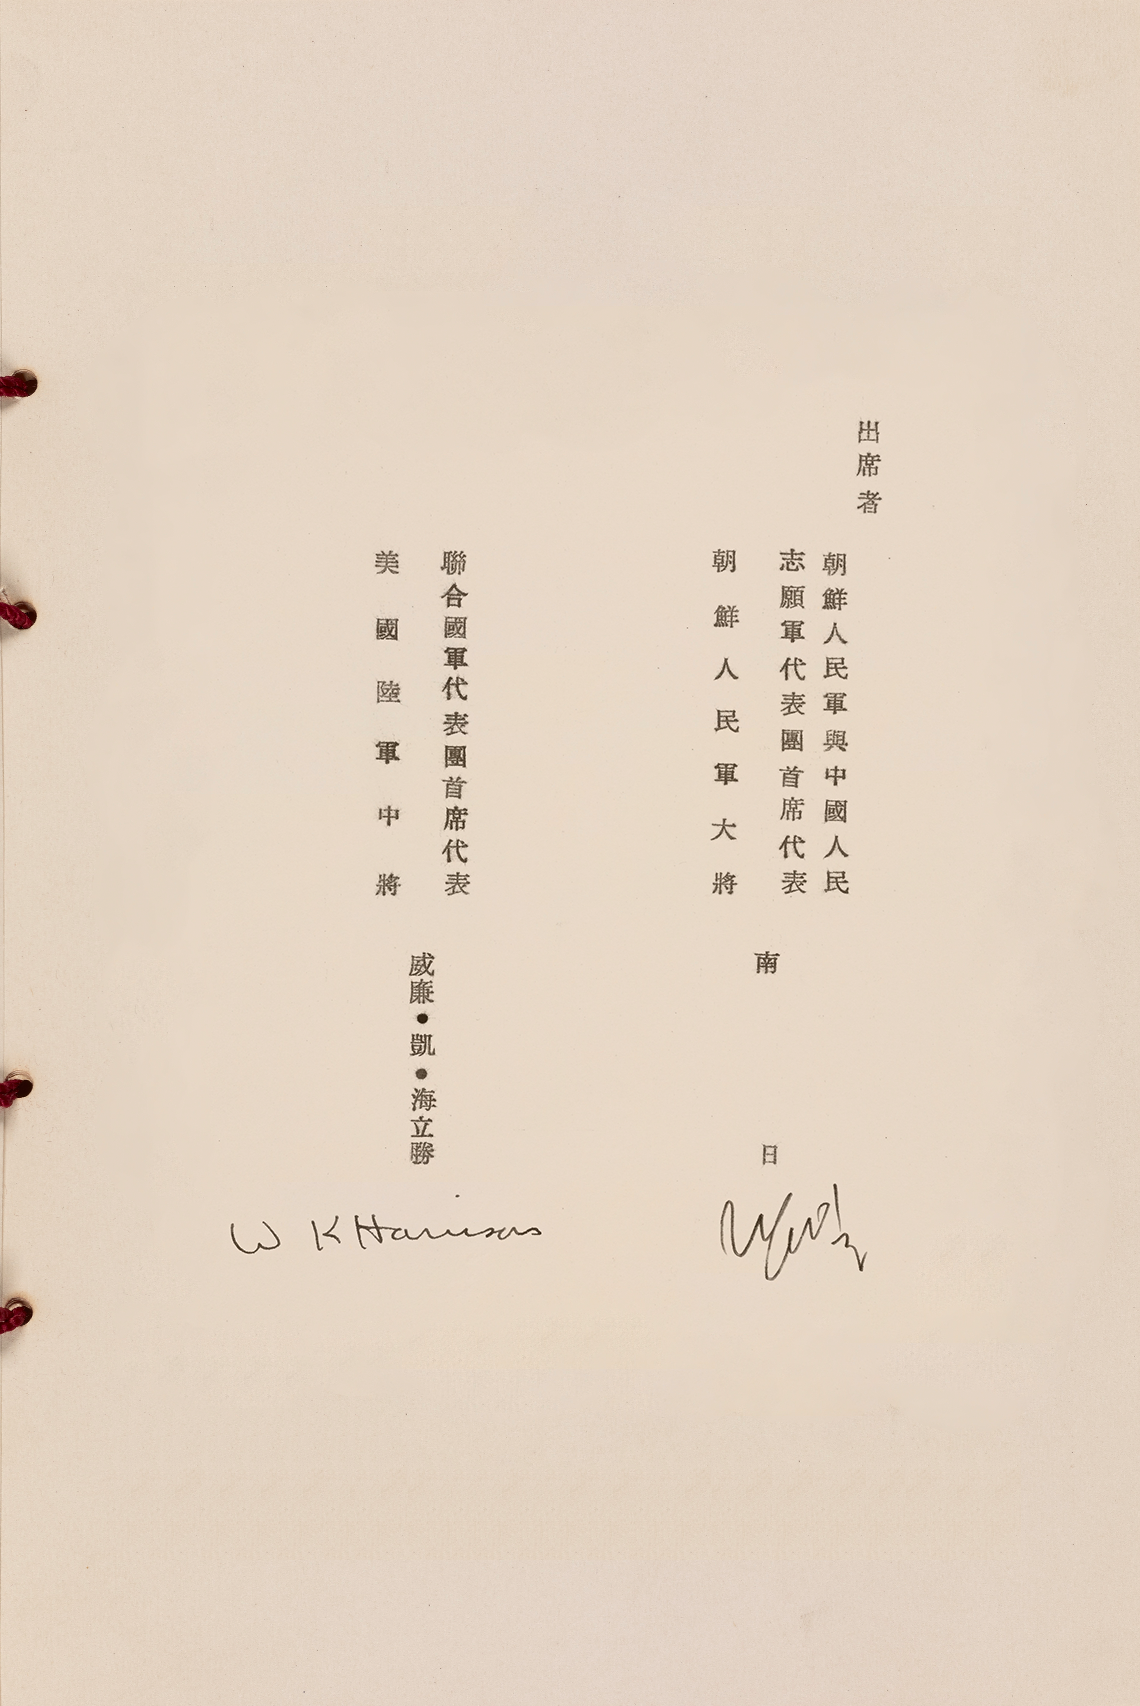 出席者
朝鮮人民軍與中國人民
志願軍代表團首席代表
朝鮮人民軍大將
南日
聯合國軍代表團首席代表
美國陸軍中將
威廉•凱•海立勝
W K Harrison